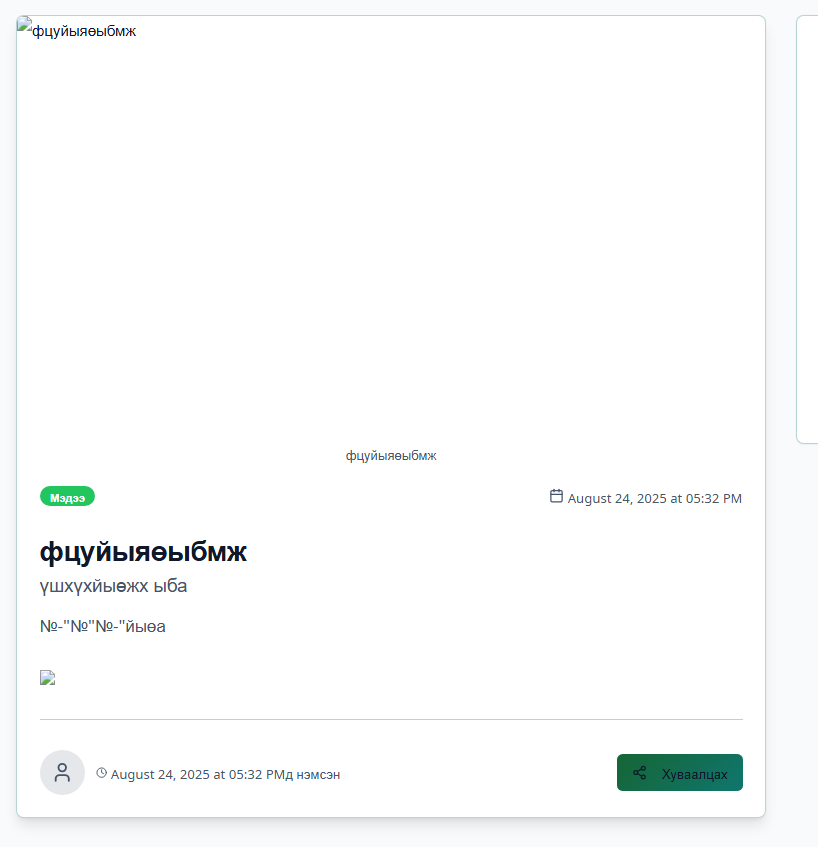 фцуйыяөыбмж
фцуйыяөыбмж
Мэдээ
August 24, 2025 at 05:32 PM
фцуйыяөыбмж
үшхүхйыөжх ыба
№-"№"№-"йыөа
August 24, 2025 at 05:32 PMд нэмсэн
Хуваалцах